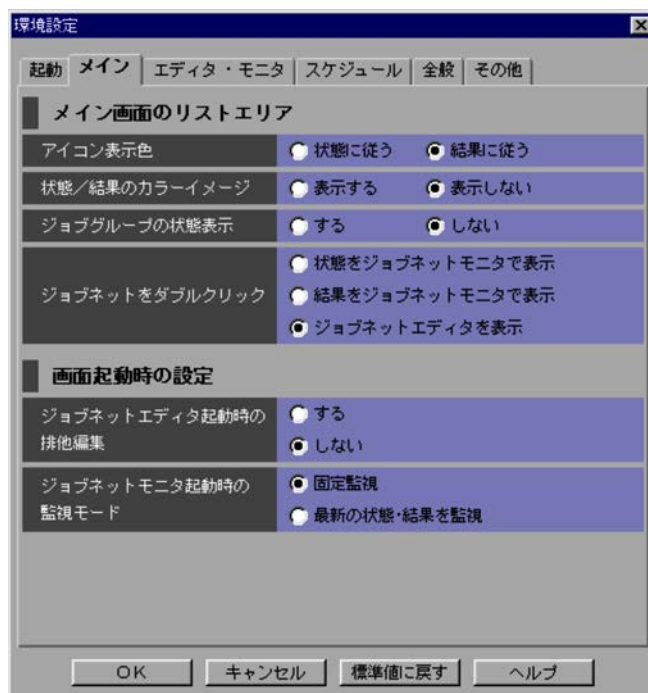 環境設定
起動 メイン エディタ・モニタ スケジュール 全般 その他
メイン画面のリストエリア
アイコン表示色 状態に従う 結果に従う
状態／結果のカラーイメージ 表示する 表示しない
ジョブグループの状態表示 する しない
ジョブネットをダブルクリック
状態をジョブネットモニタで表示
結果をジョブネットモニタで表示
ジョブネットエディタを表示
画面起動時の設定
ジョブネットエディタ起動時の
排他編集
する
しない
ジョブネットモニタ起動時の
監視モード
固定監視
最新の状態・結果を監視
OK キャンセル 標準値に戻す ヘルプ